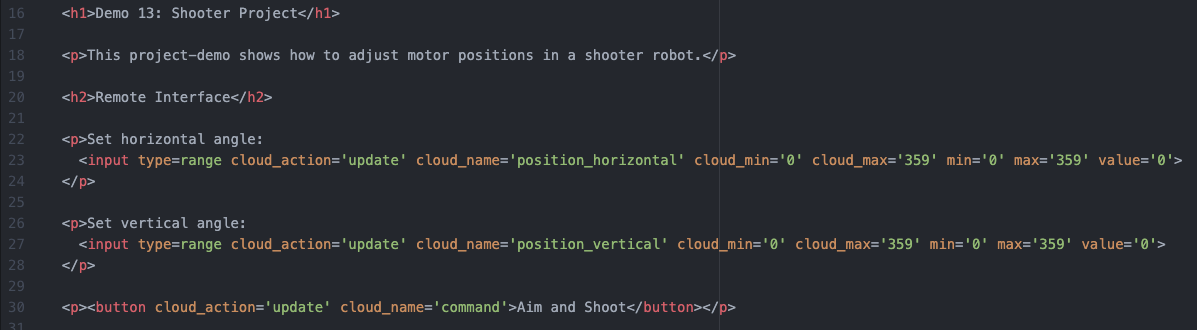 16 <h1>Demo 13: Shooter Project</h1>
17
18 <p>This project-demo shows how to adjust motor positions in a shooter robot.</p>
19
20 <h2>Remote Interface</h2>
21
22 <p>Set horizontal angle:
23 <input type=range cloud_action='update' cloud_name='position_horizontal' cloud_min='0' cloud_max='359' min='0' max='359' value='0'>
24 </p>
25
26 <p>Set vertical angle:
27 <input type=range cloud_action='update' cloud_name='position_vertical' cloud_min='0' cloud_max='359' min='0' max='359' value='0'>
28 </p>
29
30 <p><button cloud_action='update' cloud_name='command'>Aim and Shoot</button></p>
31